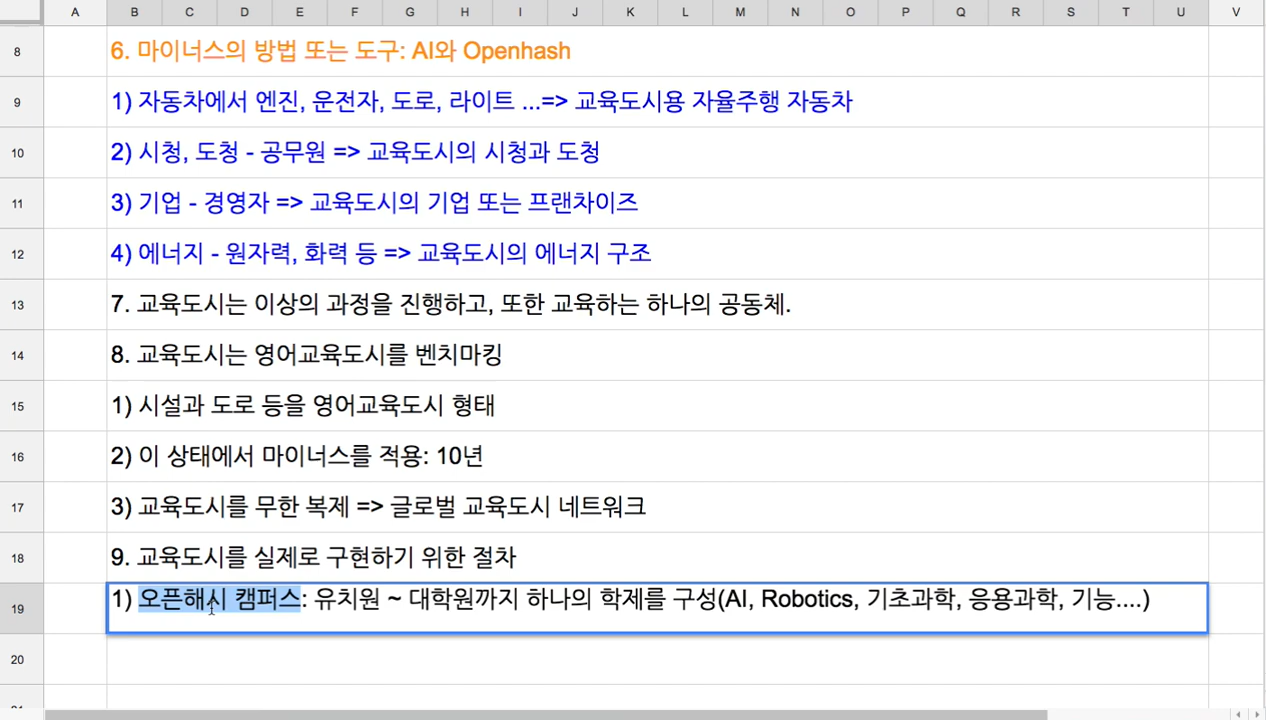 A B C D E F G H I J K L M N O P Q R S T U V
8 6. 마이너스의 방법 또는 도구: AI와 Openhash
9 1) 자동차에서 엔진, 운전자, 도로, 라이트 ...=> 교육도시용 자율주행 자동차
10 2) 시청, 도청 - 공무원 => 교육도시의 시청과 도청
11 3) 기업 - 경영자 => 교육도시의 기업 또는 프랜차이즈
12 4) 에너지 - 원자력, 화력 등 => 교육도시의 에너지 구조
13 7. 교육도시는 이상의 과정을 진행하고, 또한 교육하는 하나의 공동체.
14 8. 교육도시는 영어교육도시를 벤치마킹
15 1) 시설과 도로 등을 영어교육도시 형태
16 2) 이 상태에서 마이너스를 적용: 10년
17 3) 교육도시를 무한 복제 => 글로벌 교육도시 네트워크
18 9. 교육도시를 실제로 구현하기 위한 절차
19 1) 오픈해시 캠퍼스: 유치원 ~ 대학원까지 하나의 학제를 구성(AI, Robotics, 기초과학, 응용과학, 기능....)
20